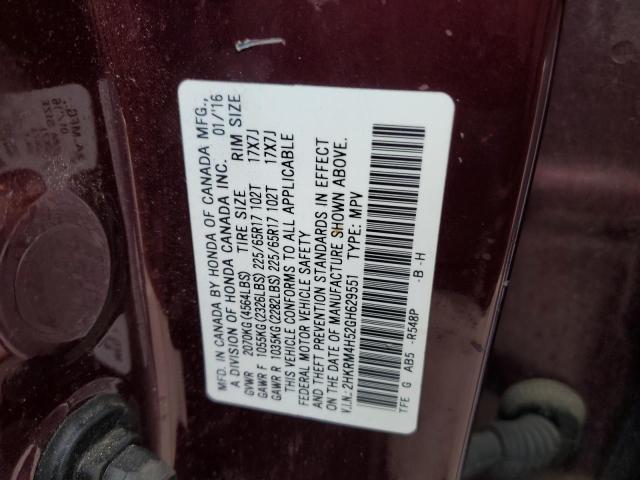 MFD. IN CANADA BY HONDA OF CANADA MFG.,
A DIVISION OF HONDA CANADA INC. 01/'16
GVWR 2070KG(4564LBS) TIRE SIZE RIM SIZE
GAWR F 1055KG(2326LBS) 225/65R17 102T 17X7J
GAWR R 1035KG(2282LBS) 225/65R17 102T 17X7J
THIS VEHICLE CONFORMS TO ALL APPLICABLE
FEDERAL MOTOR VEHICLE SAFETY
AND THEFT PREVENTION STANDARDS IN EFFECT
ON THE DATE OF MANUFACTURE SHOWN ABOVE.
V.I.N.: 2HKRM4H52GH629551 TYPE: MPV
TFE G AB5 -R548P -B -H